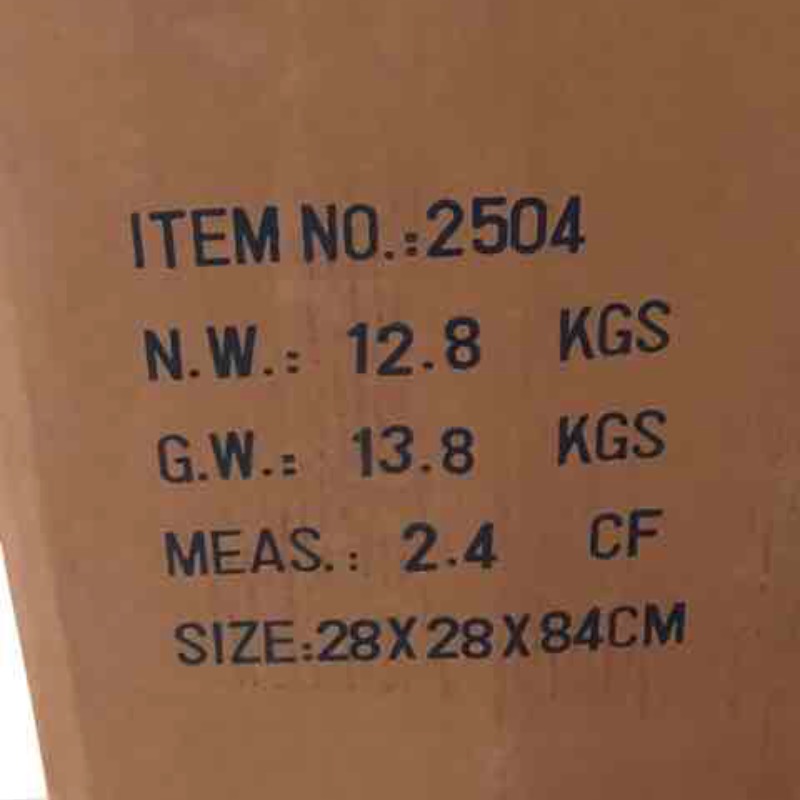 ITEM NO.:2504
N.W.: 12.8 KGS
G.W.: 13.8 KGS
MEAS.: 2.4 CF
SIZE:28X28X84CM